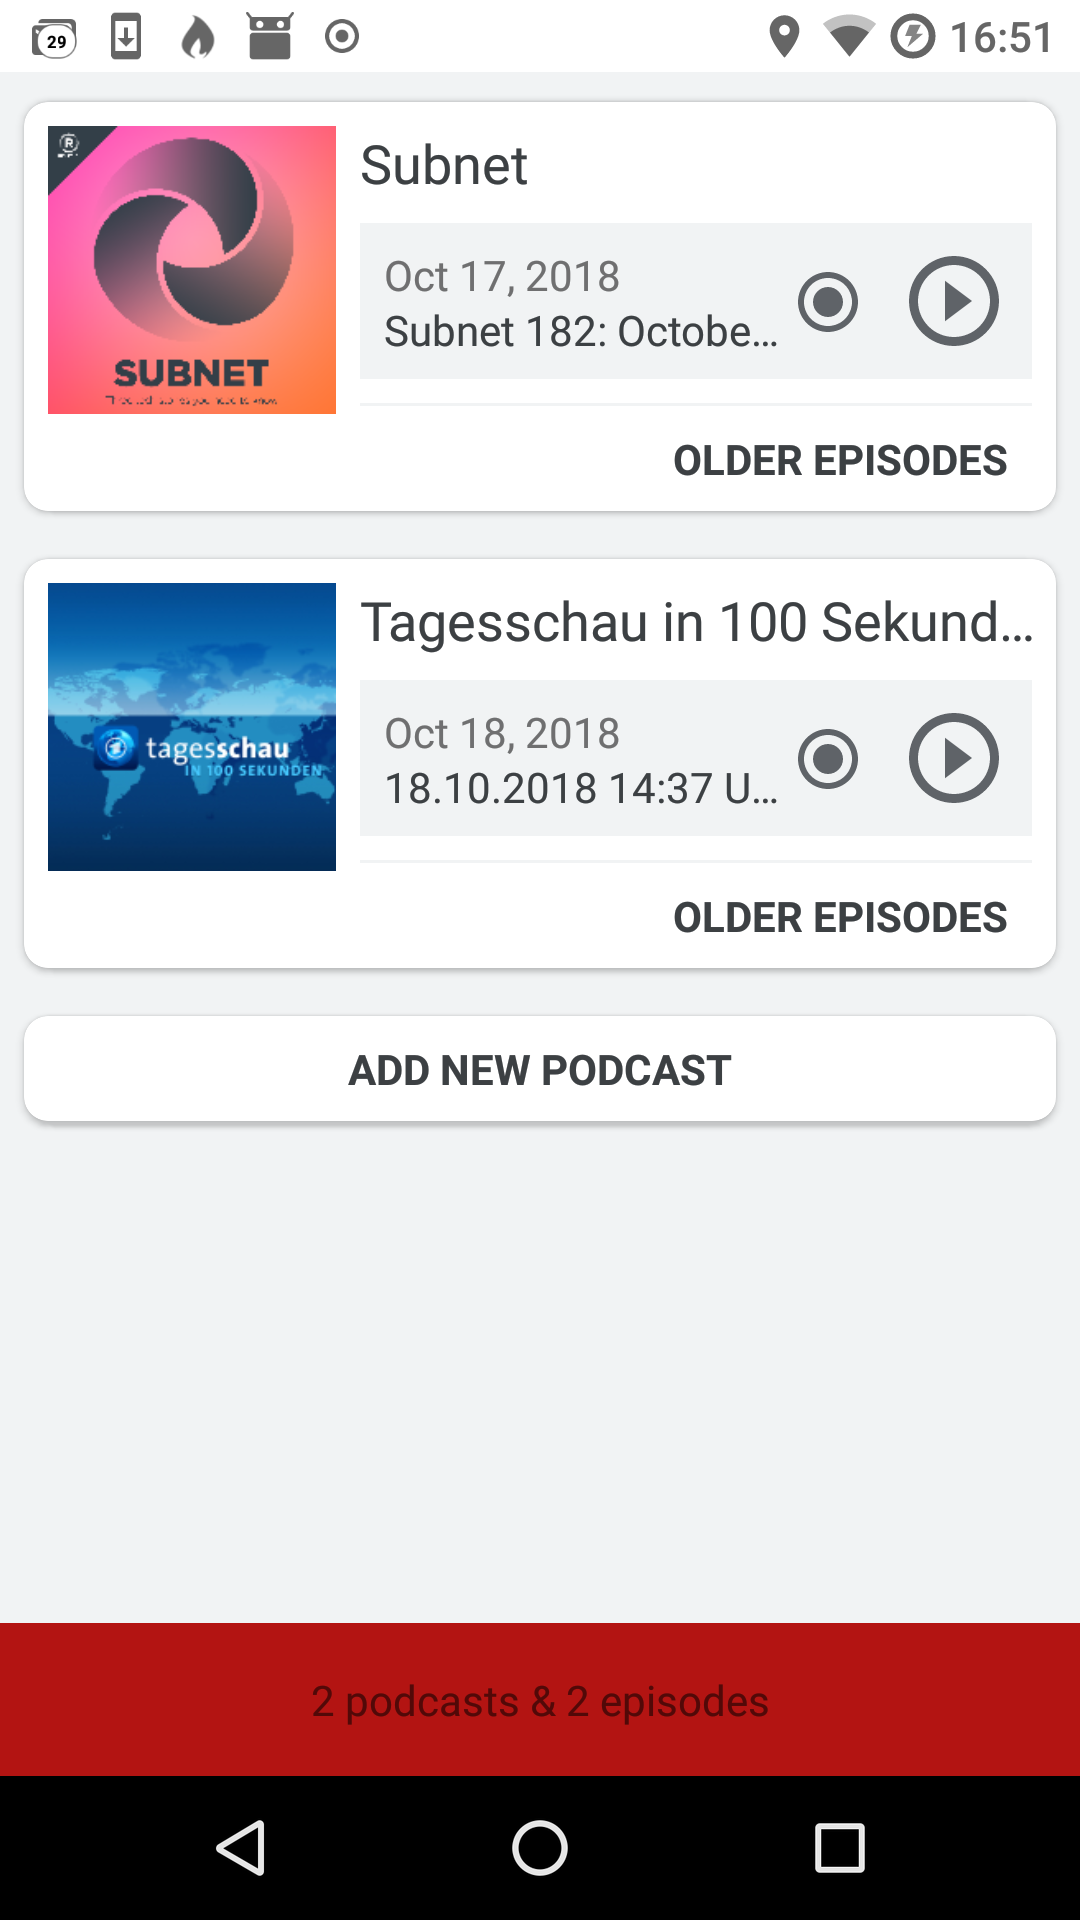 29
16:51
R
SUBNET
Subnet
Oct 17, 2018
Subnet 182: Octobe...
OLDER EPISODES
tagesschau
IN 100 SEKUNDEN
Tagesschau in 100 Sekund...
Oct 18, 2018
18.10.2018 14:37 U...
OLDER EPISODES
ADD NEW PODCAST
2 podcasts & 2 episodes